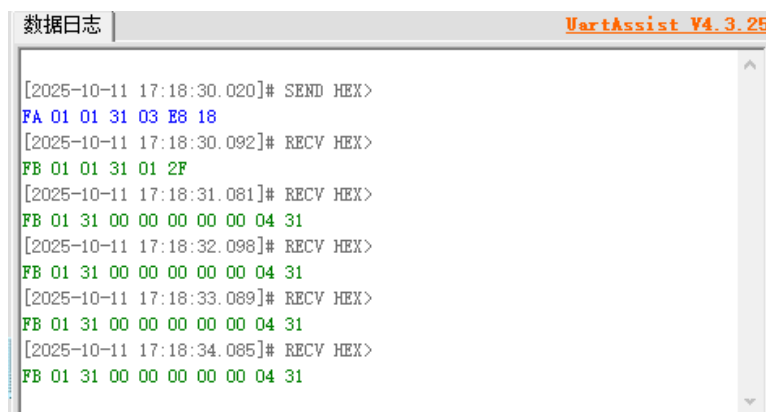 数据日志 UartAssist V4.3.25
[2025-10-11 17:18:30.020]# SEND HEX>
FA 01 01 31 03 E8 18
[2025-10-11 17:18:30.092]# RECV HEX>
FB 01 01 31 01 2F
[2025-10-11 17:18:31.081]# RECV HEX>
FB 01 31 00 00 00 00 00 04 31
[2025-10-11 17:18:32.098]# RECV HEX>
FB 01 31 00 00 00 00 00 04 31
[2025-10-11 17:18:33.089]# RECV HEX>
FB 01 31 00 00 00 00 00 04 31
[2025-10-11 17:18:34.085]# RECV HEX>
FB 01 31 00 00 00 00 00 04 31